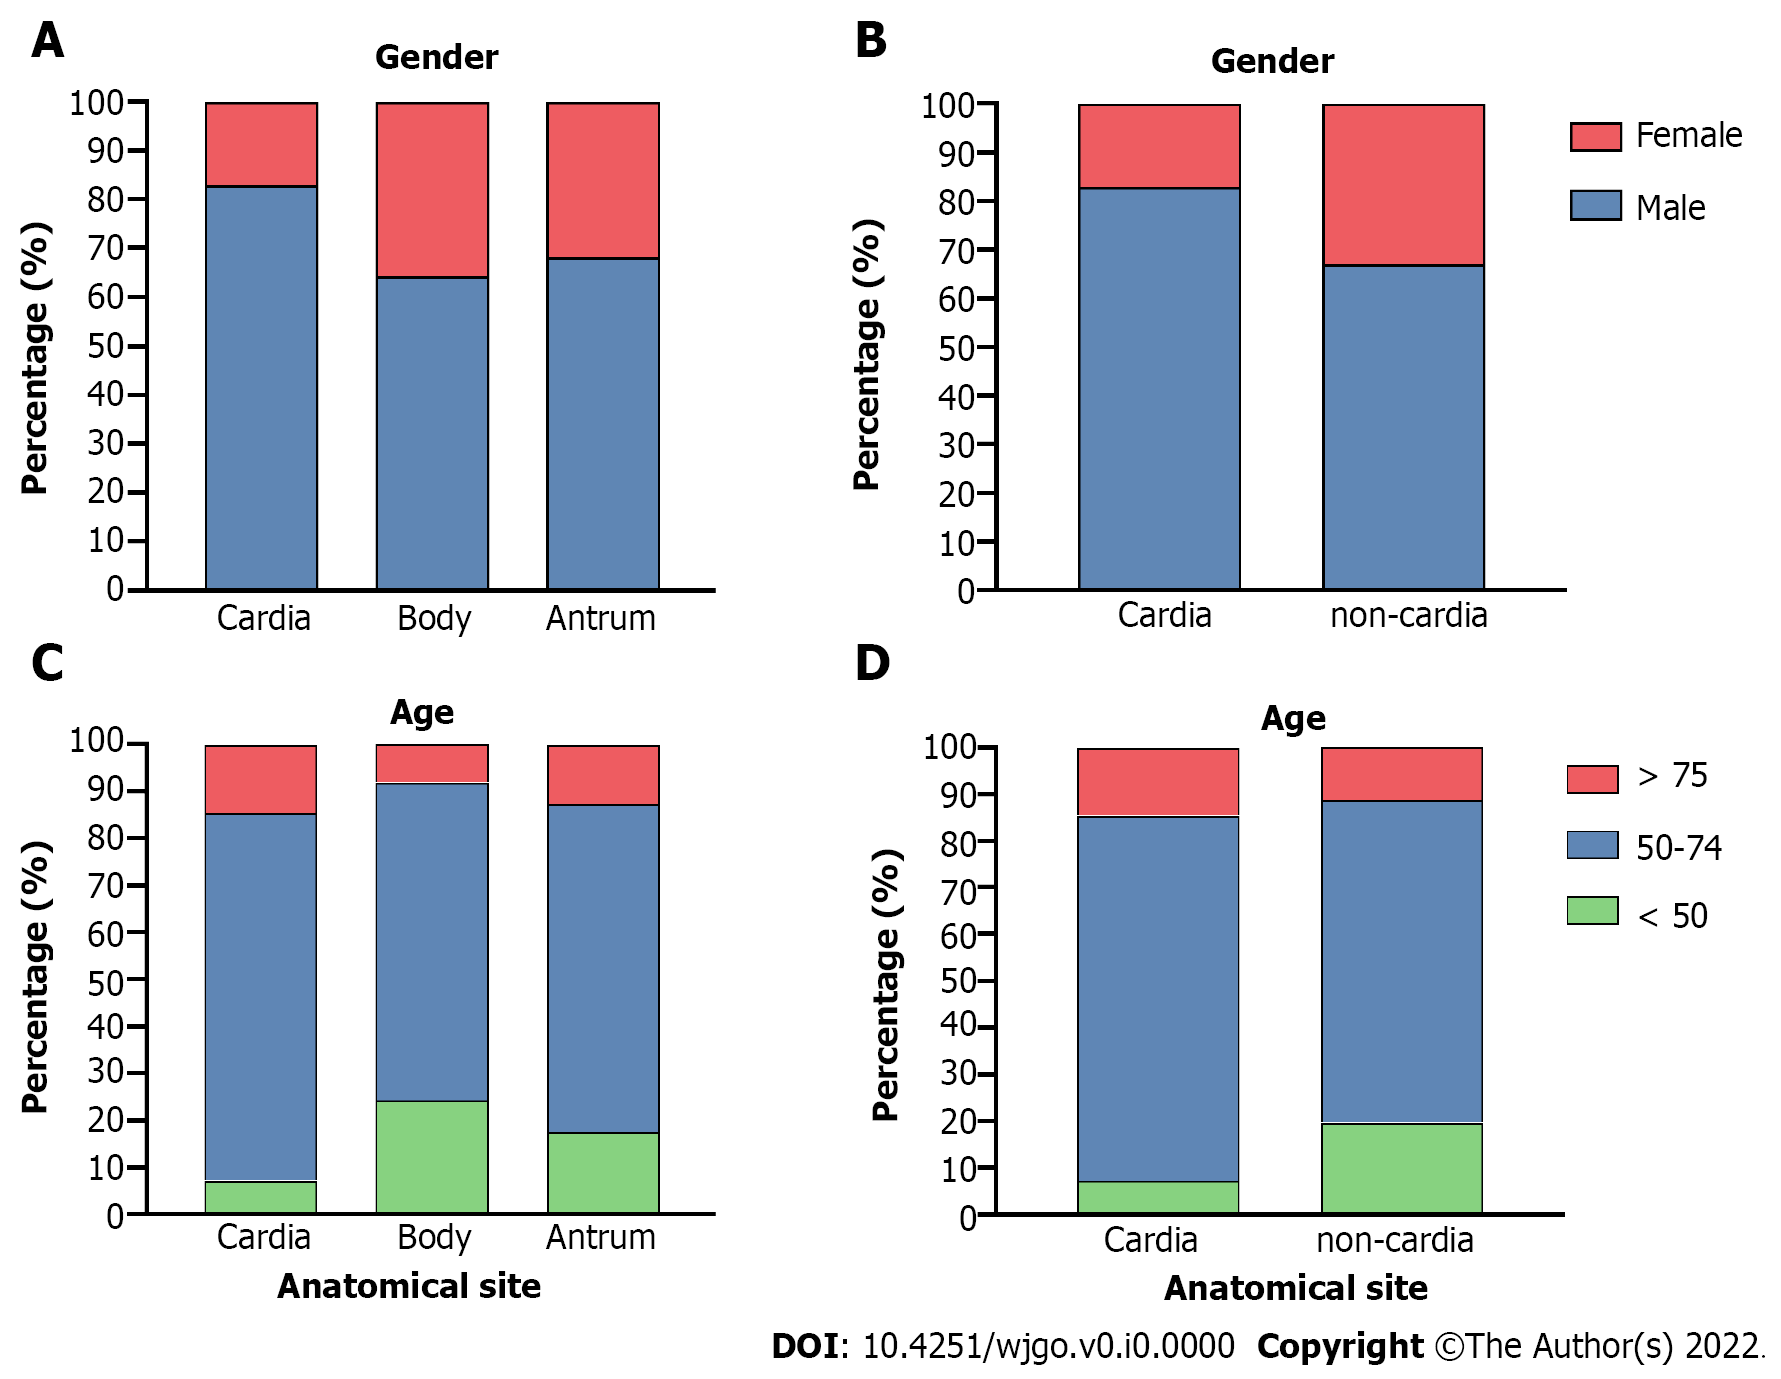 A
Gender
Percentage (%)
100
90
80
70
60
50
40
30
20
10
0
Cardia Body Antrum
B
Gender
Percentage (%)
100
90
80
70
60
50
40
30
20
10
0
Cardia non-cardia
Female
Male
C
Age
Percentage (%)
100
90
80
70
60
50
40
30
20
10
0
Cardia Body Antrum
Anatomical site
D
Age
Percentage (%)
100
90
80
70
60
50
40
30
20
10
0
Cardia non-cardia
Anatomical site
> 75
50-74
< 50
DOI: 10.4251/wjgo.v0.i0.0000 Copyright ©The Author(s) 2022.